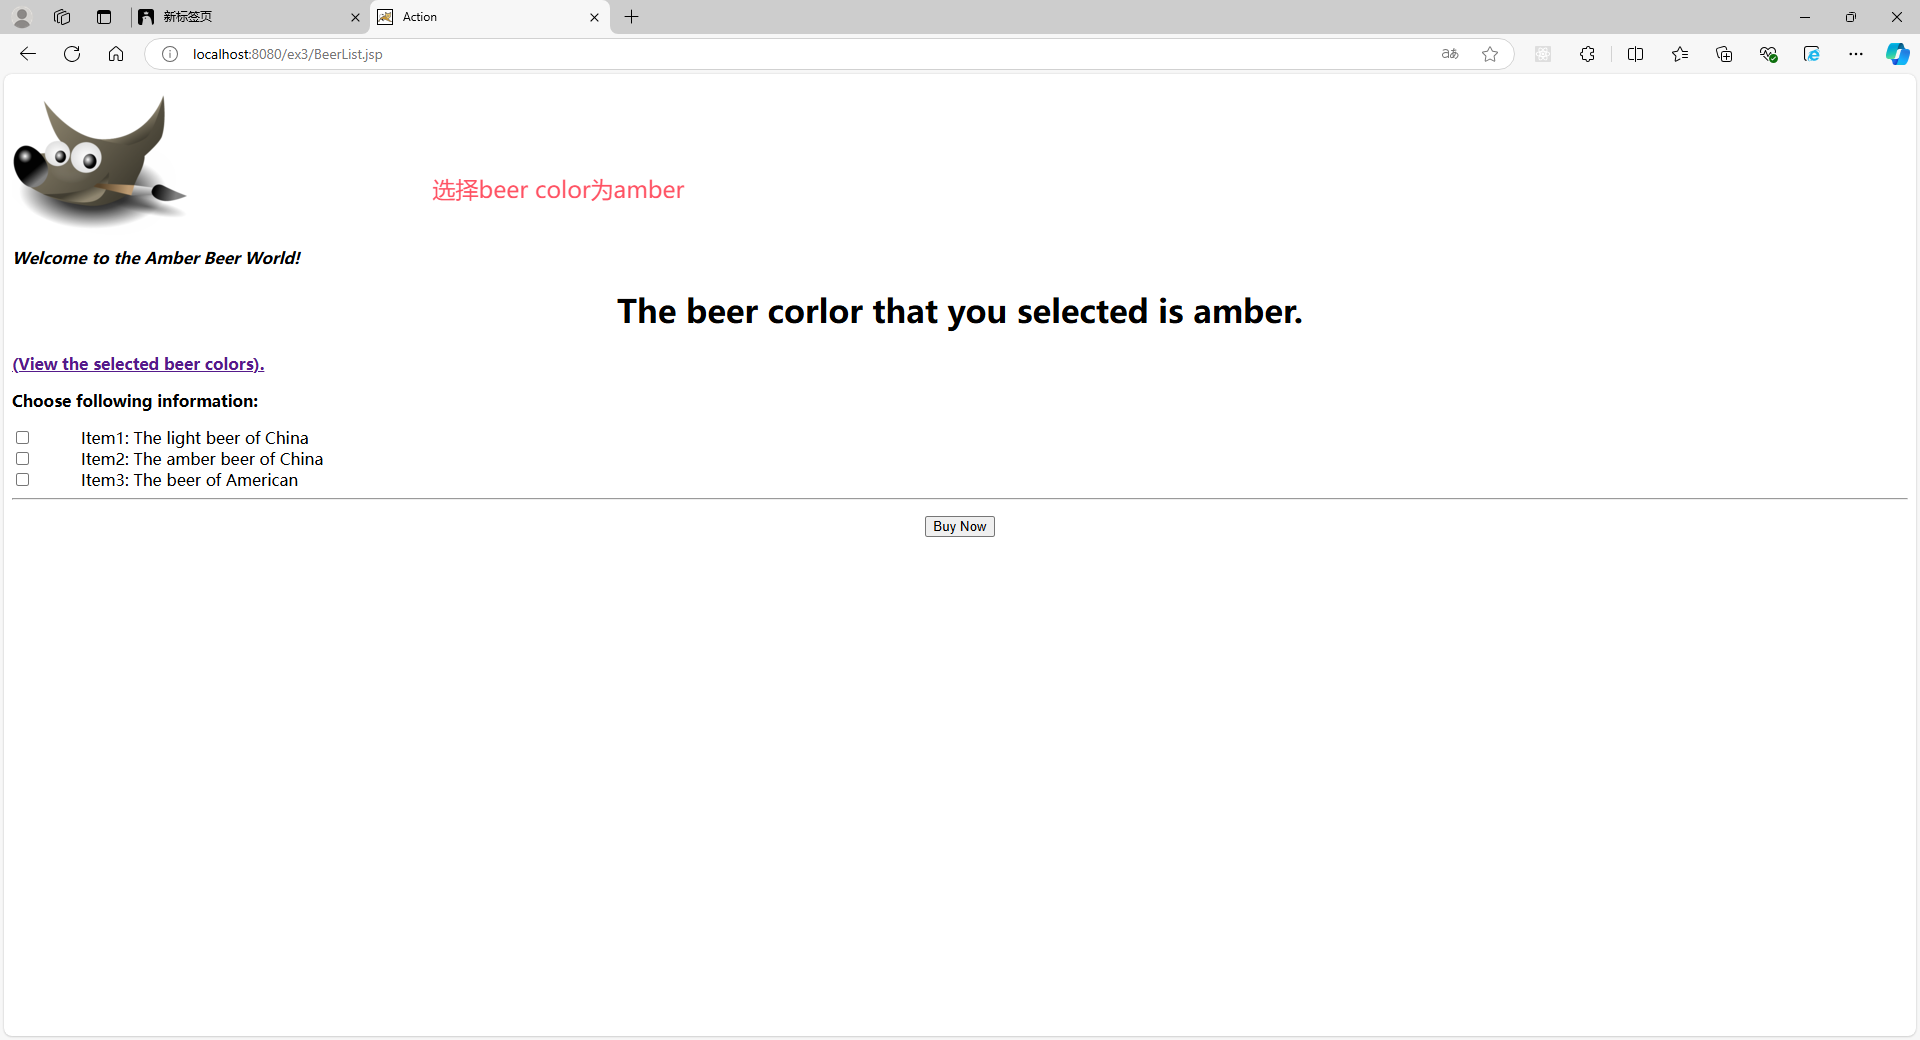 新标签页
Action
localhost:8080/ex3/BeerList.jsp
aあ
选择beer color为amber
Welcome to the Amber Beer World!
The beer corlor that you selected is amber.
(View the selected beer colors).
Choose following information:
Item1: The light beer of China
Item2: The amber beer of China
Item3: The beer of American
Buy Now